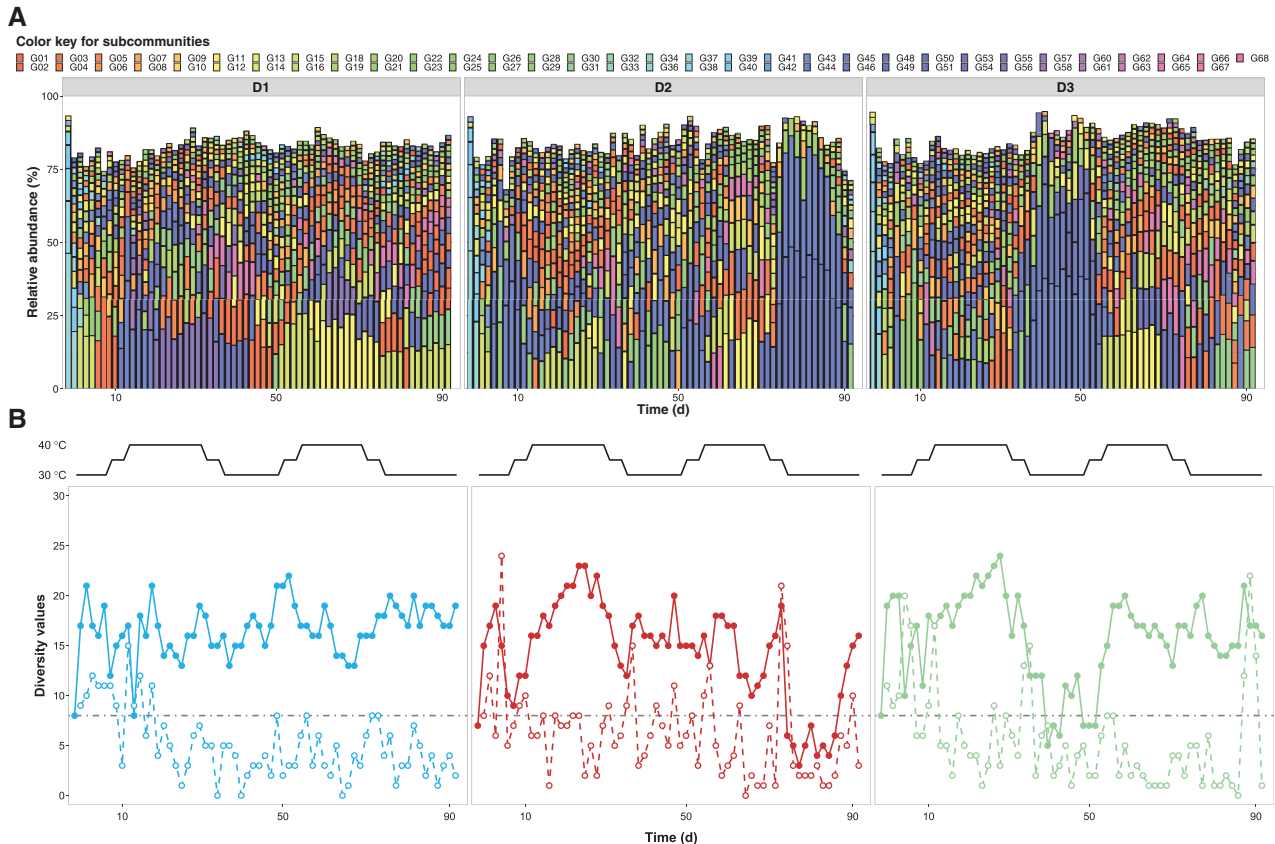 A
Color key for subcommunities
G01 G03 G05 G07 G09 G11 G13 G15 G18 G20 G22 G24 G26 G28 G30 G32 G34 G37 G39 G41 G43 G45 G48 G50 G53 G55 G57 G60 G62 G64 G66 G68
G02 G04 G06 G08 G10 G12 G14 G16 G19 G21 G23 G25 G27 G29 G31 G33 G36 G38 G40 G42 G44 G46 G49 G51 G54 G56 G58 G61 G63 G65 G67
D1 D2 D3
Relative abundance (%)
100
75
50
25
0
10 50 90 10 50 90 10 50 90
Time (d)
B
40 °C
30 °C
Diversity values
30
25
20
15
10
5
0
10 50 90 10 50 90 10 50 90
Time (d)